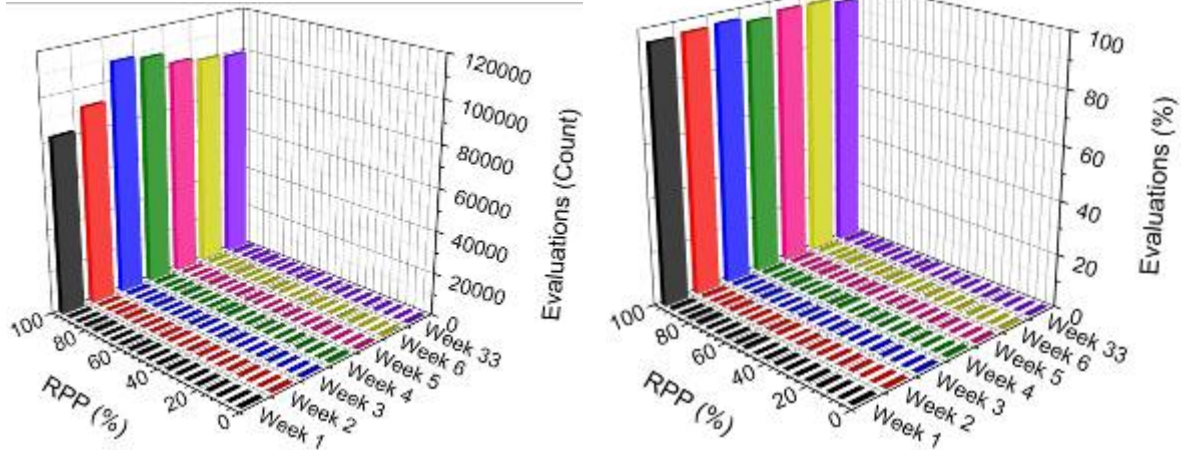 120000
100000
80000
60000
40000
20000
0
Evaluations (Count)
100
80
60
40
20
0
RPP (%)
Week 1
Week 2
Week 3
Week 4
Week 5
Week 6
Week 33
100
80
60
40
20
0
Evaluations (%)
100
80
60
40
20
0
RPP (%)
Week 1
Week 2
Week 3
Week 4
Week 5
Week 6
Week 33